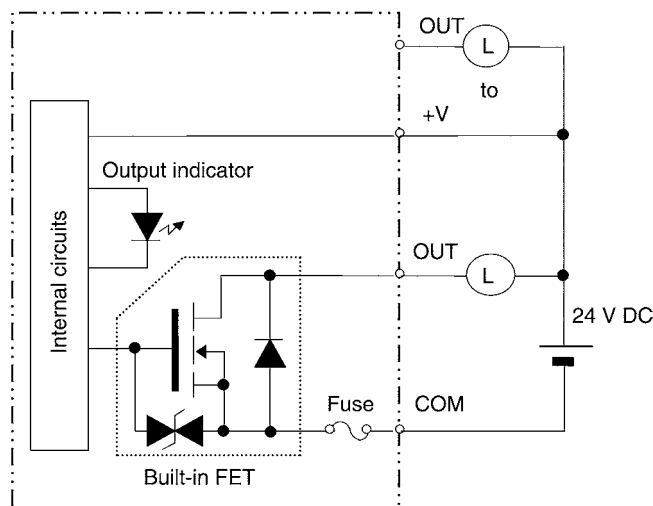 OUT
L
to
+V
Output indicator
Internal circuits
OUT
L
24 V DC
Fuse
COM
Built-in FET